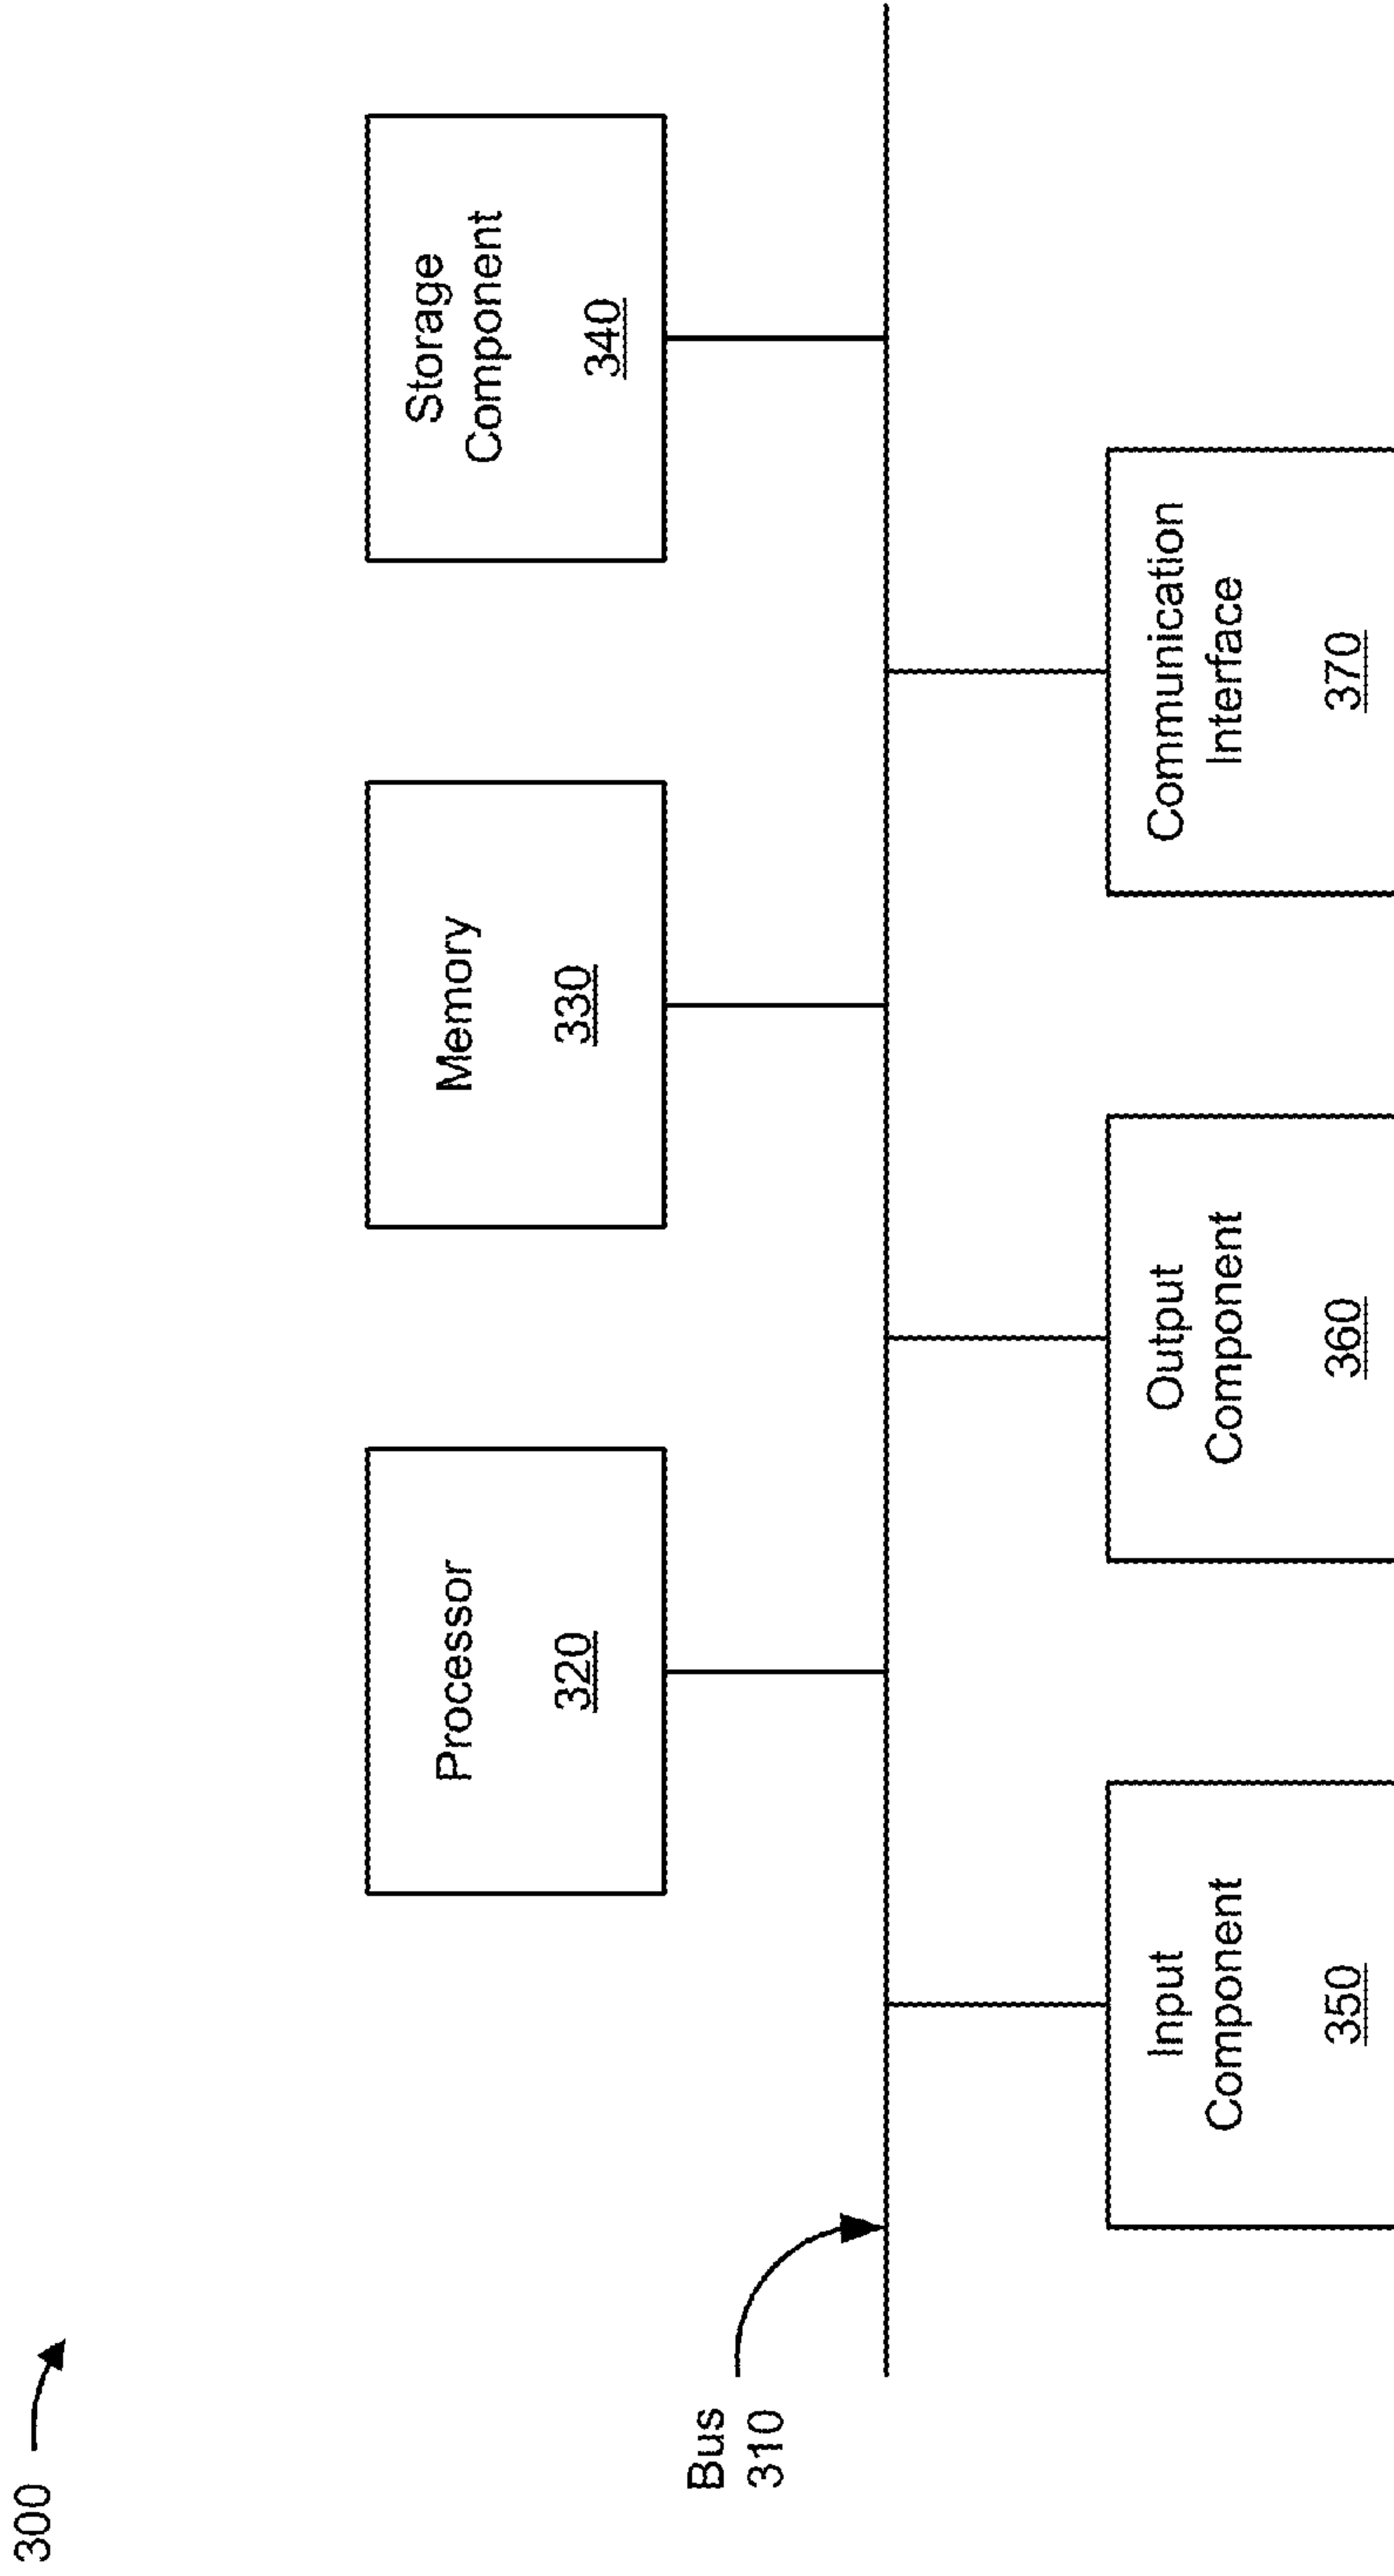 300
Bus
310
Processor
320
Memory
330
Storage
Component
340
Input
Component
350
Output
Component
360
Communication
Interface
370